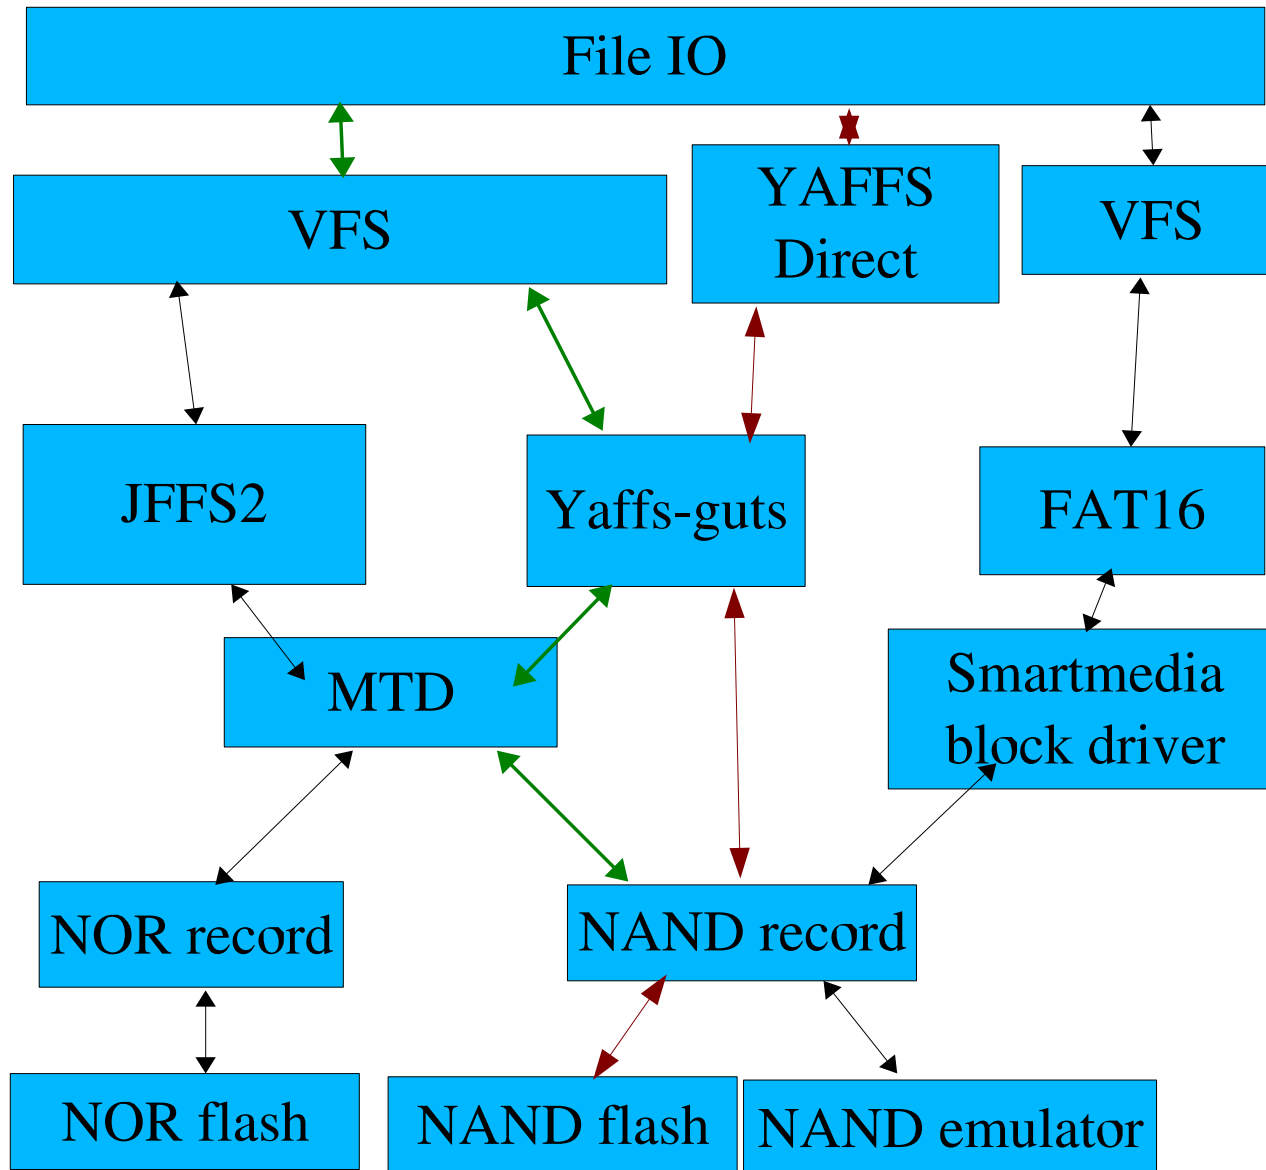 File IO
VFS
YAFFS
Direct
VFS
JFFS2
Yaffs-guts
FAT16
MTD
Smartmedia
block driver
NOR record
NAND record
NOR flash
NAND flash
NAND emulator